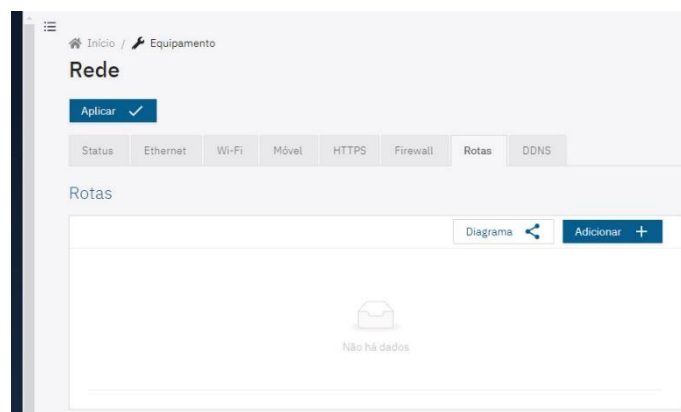 Início / Equipamento
Rede
Aplicar
Status Ethernet Wi-Fi Móvel HTTPS Firewall Rotas DDNS
Rotas
Diagrama Adicionar
Não há dados